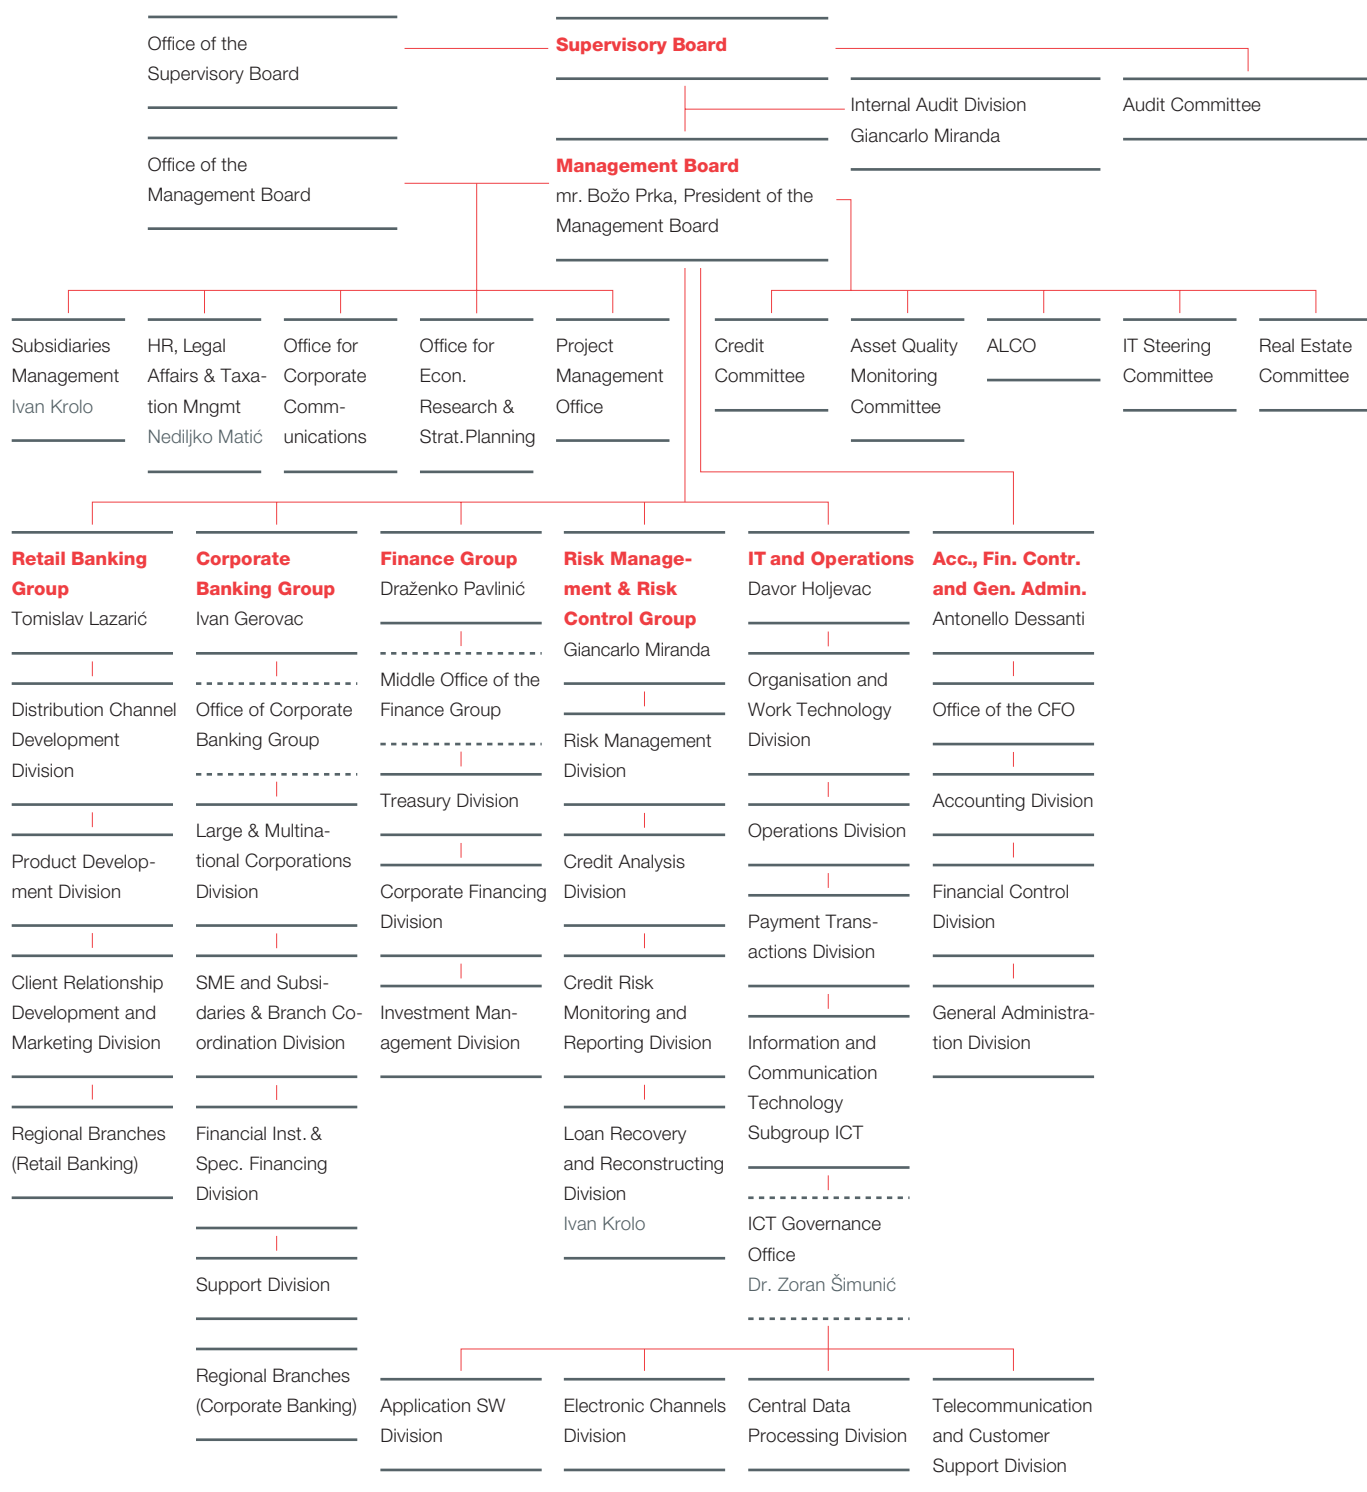 Office of the
Supervisory Board
Supervisory Board
Internal Audit Division
Giancarlo Miranda
Audit Committee
Office of the
Management Board
Management Board
mr. Božo Prka, President of the
Management Board
Subsidiaries
Management
Ivan Krolo
HR, Legal
Affairs & Taxa-
tion Mngmt
Nediljko Matić
Office for
Corporate
Comm-
unications
Office for
Econ.
Research &
Strat.Planning
Project
Management
Office
Credit
Committee
Asset Quality
Monitoring
Committee
ALCO
IT Steering
Committee
Real Estate
Committee
Retail Banking
Group
Tomislav Lazarić
Distribution Channel
Development
Division
Product Develop-
ment Division
Client Relationship
Development and
Marketing Division
Regional Branches
(Retail Banking)
Corporate
Banking Group
Ivan Gerovac
Office of Corporate
Banking Group
Large & Multina-
tional Corporations
Division
SME and Subsi-
daries & Branch Co-
ordination Division
Financial Inst. &
Spec. Financing
Division
Support Division
Regional Branches
(Corporate Banking)
Finance Group
Draženko Pavlinić
Middle Office of the
Finance Group
Treasury Division
Corporate Financing
Division
Investment Man-
agement Division
Risk Manage-
ment & Risk
Control Group
Giancarlo Miranda
Risk Management
Division
Credit Analysis
Division
Credit Risk
Monitoring and
Reporting Division
Loan Recovery
and Reconstructing
Division
Ivan Krolo
IT and Operations
Davor Holjevac
Organisation and
Work Technology
Division
Operations Division
Payment Trans-
actions Division
Information and
Communication
Technology
Subgroup ICT
ICT Governance
Office
Dr. Zoran Šimunić
Acc., Fin. Contr.
and Gen. Admin.
Antonello Dessanti
Office of the CFO
Accounting Division
Financial Control
Division
General Administra-
tion Division
Application SW
Division
Electronic Channels
Division
Central Data
Processing Division
Telecommunication
and Customer
Support Division